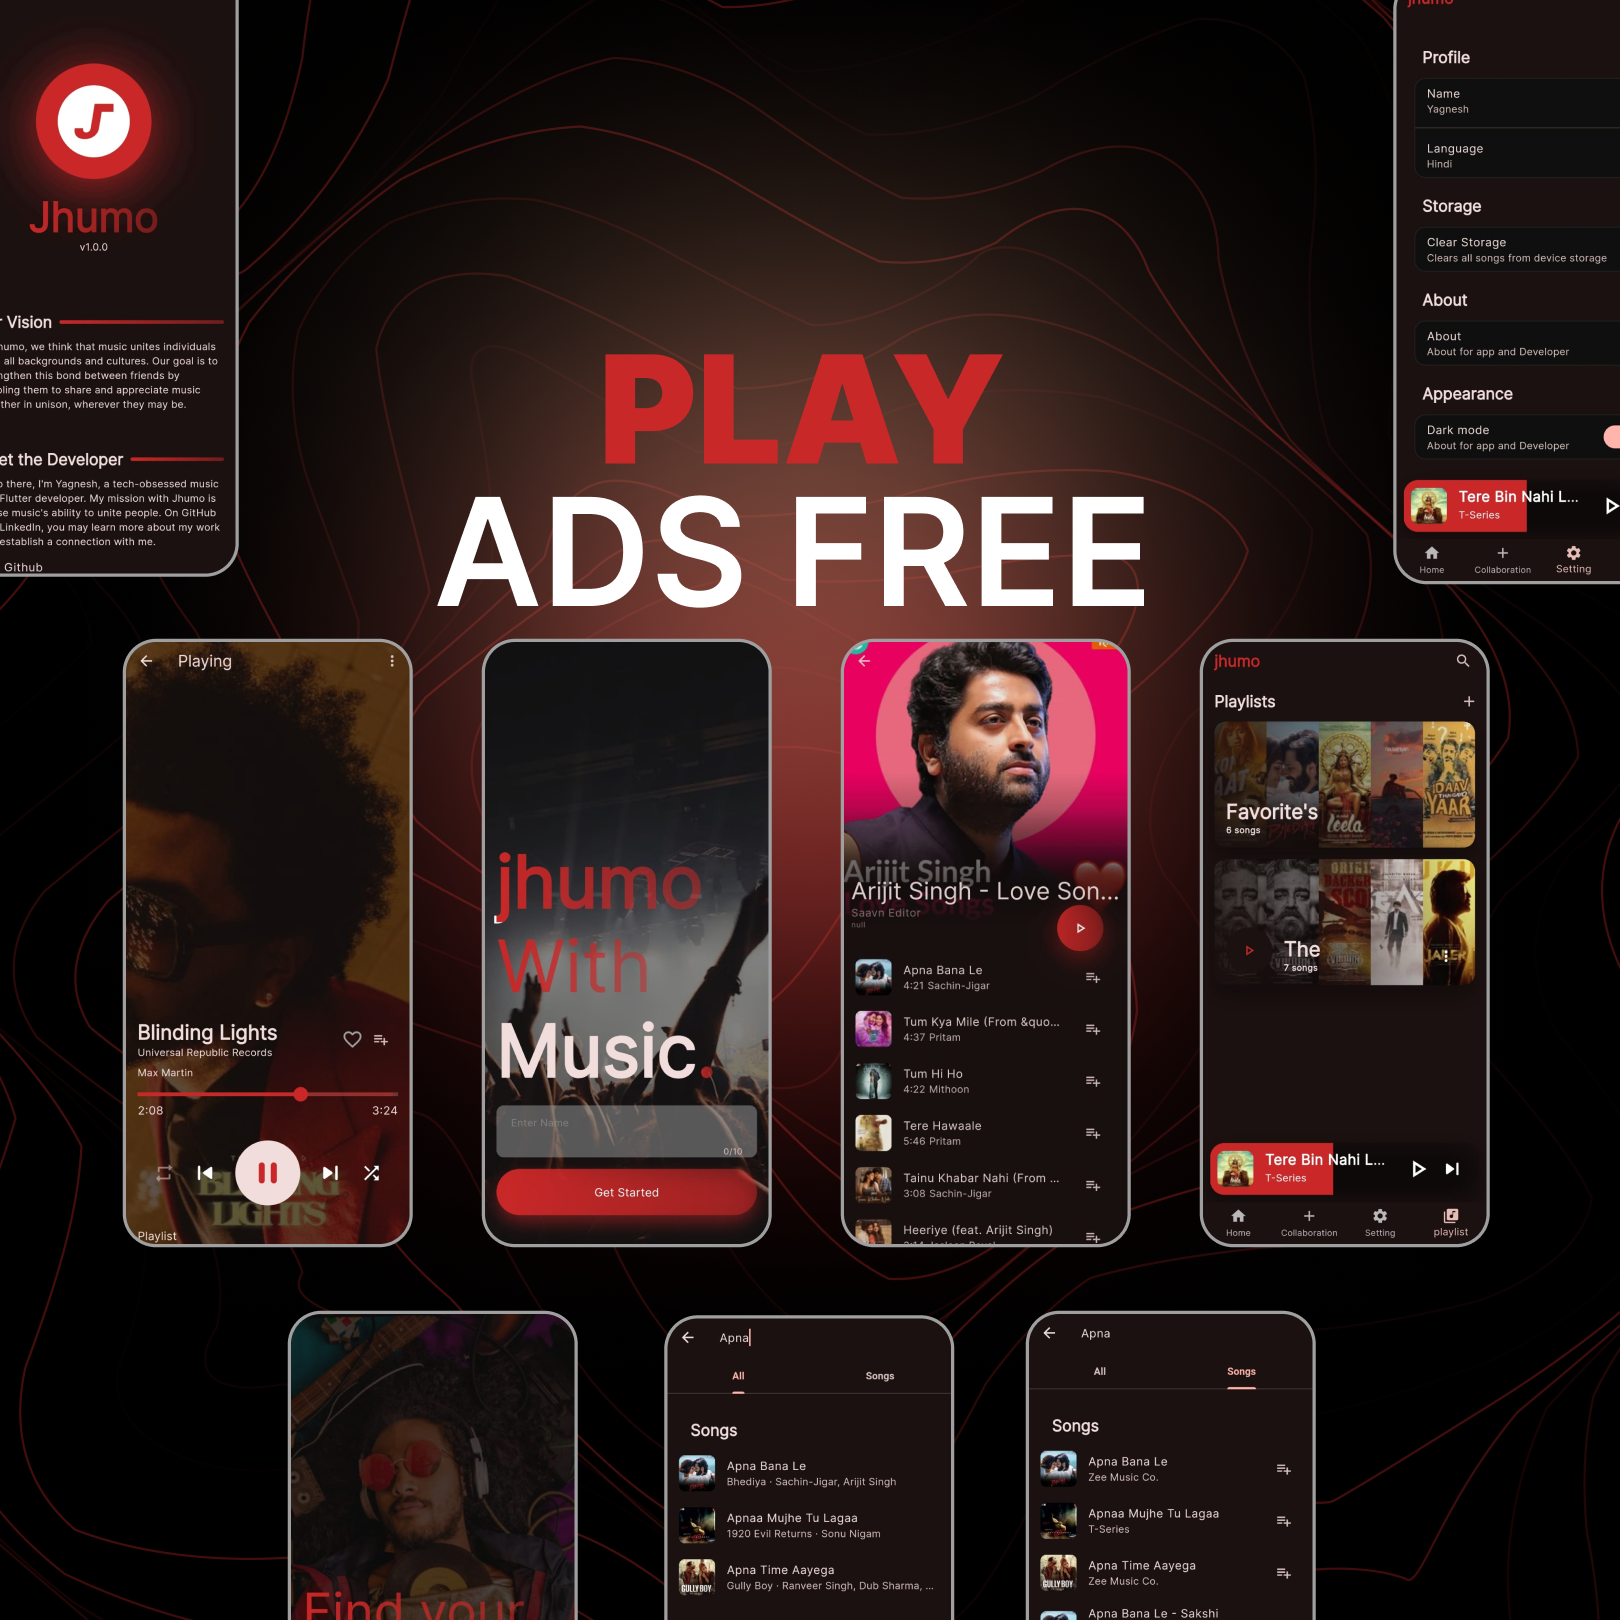 Jhumo
v1.0.0
Vision
humo, we think that music unites individuals
all backgrounds and cultures. Our goal is to
ngthen this bond between friends by
bling them to share and appreciate music
ther in unison, wherever they may be.
et the Developer
o there, I'm Yagnesh, a tech-obsessed music
Flutter developer. My mission with Jhumo is
se music's ability to unite people. On GitHub
LinkedIn, you may learn more about my work
establish a connection with me.
Github
jhumo
Profile
Name
Yagnesh
Language
Hindi
Storage
Clear Storage
Clears all songs from device storage
About
About
About for app and Developer
Appearance
Dark mode
About for app and Developer
Tere Bin Nahi L...
T-Series
Home
Collaboration
Setting
PLAY
ADS FREE
Playing
Blinding Lights
Universal Republic Records
Max Martin
2:08
3:24
LIGHTS
Playlist
jhumo
With
Music.
Enter Name
0/10
Get Started
Arijit Singh
Arijit Singh - Love Son...
Saavn Editor
null
Apna Bana Le
4:21 Sachin-Jigar
Tum Kya Mile (From &quo...
4:37 Pritam
Tum Hi Ho
4:22 Mithoon
Tere Hawaale
5:46 Pritam
Tainu Khabar Nahi (From ...
3:08 Sachin-Jigar
Heeriye (feat. Arijit Singh)
jhumo
Playlists
leela
DAAV
YAAR
Favorite's
6 songs
The
7 songs
Tere Bin Nahi L...
T-Series
Home
Collaboration
Setting
playlist
Find your
Apna
All
Songs
Songs
Apna Bana Le
Bhediya · Sachin-Jigar, Arijit Singh
Apnaa Mujhe Tu Lagaa
1920 Evil Returns · Sonu Nigam
Apna Time Aayega
Gully Boy · Ranveer Singh, Dub Sharma, ...
GULLY BOY
Apna
All
Songs
Songs
Apna Bana Le
Zee Music Co.
Apnaa Mujhe Tu Lagaa
T-Series
Apna Time Aayega
Zee Music Co.
GULLY BOY
Apna Bana Le - Sakshi